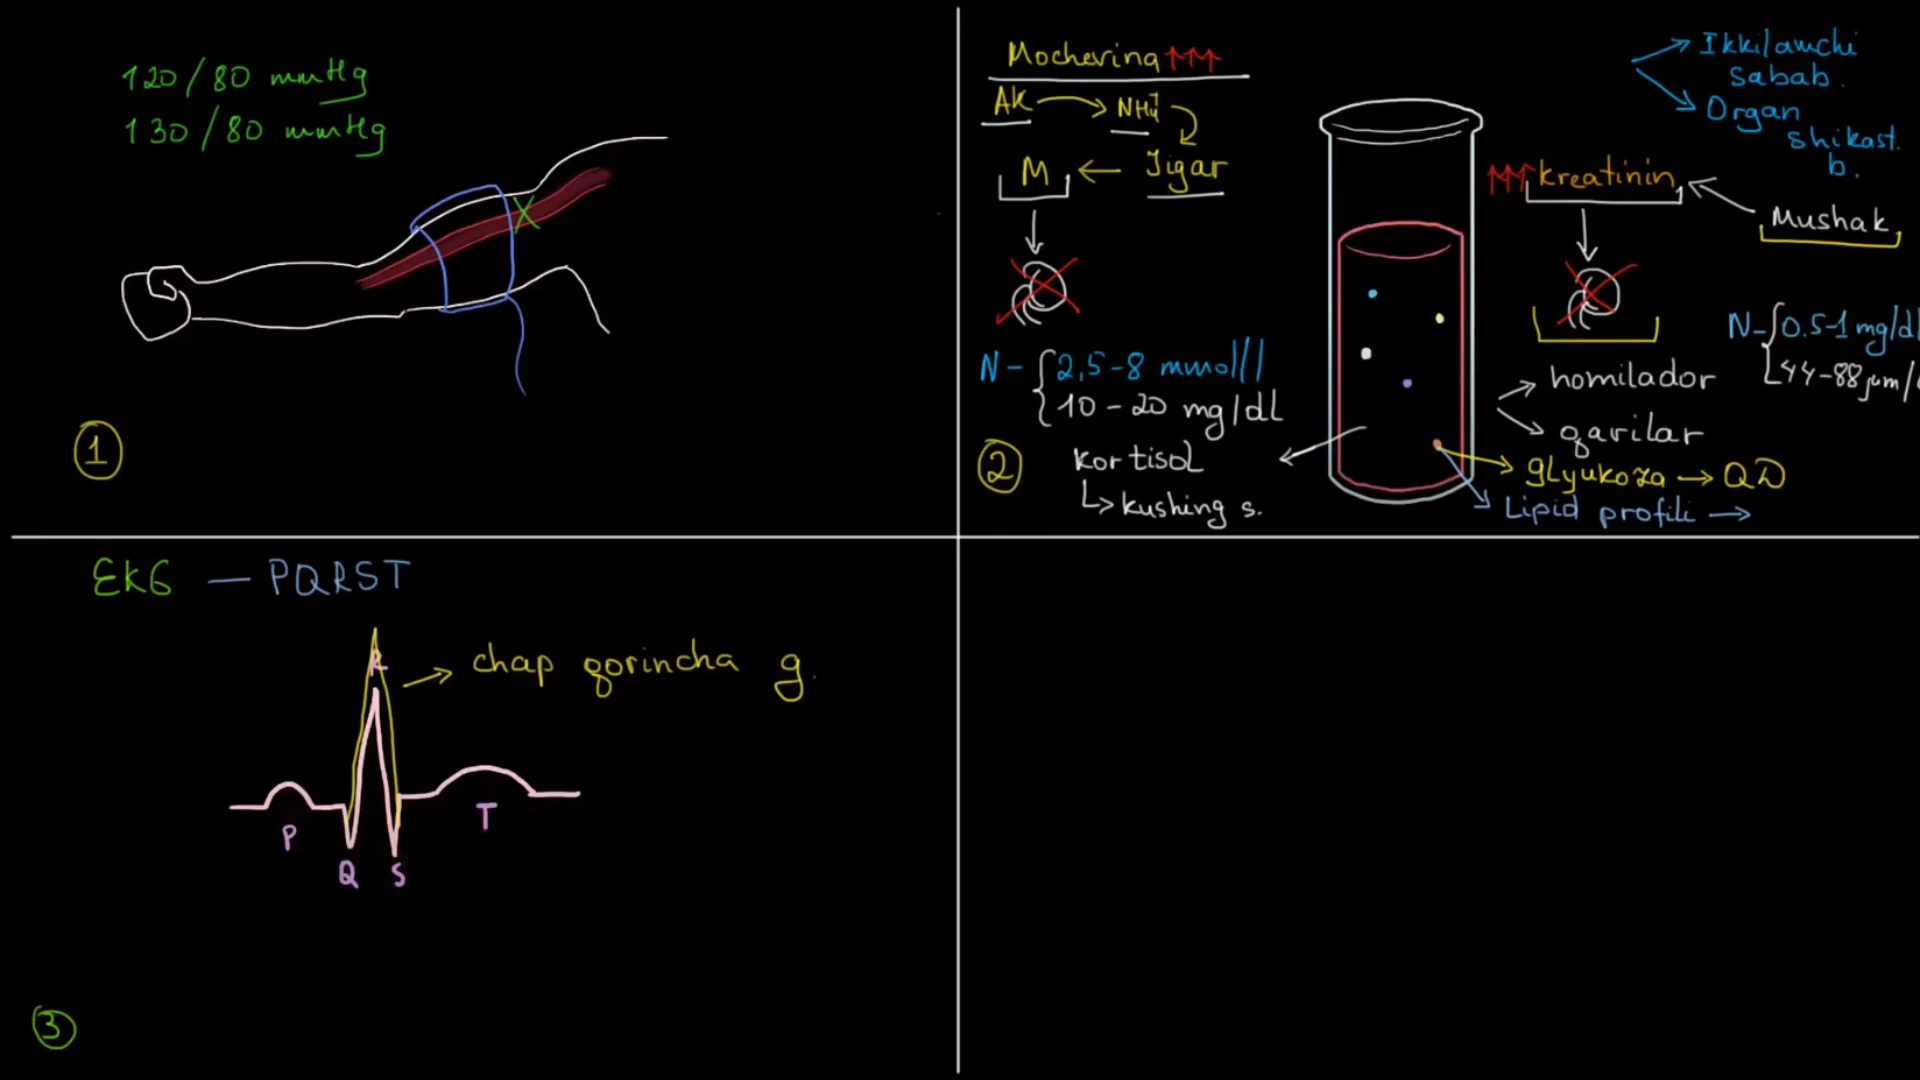 120/80 mmHg
130/80 mmHg
X
1
Mochevina ↑↑↑
AK → NH4
M ← Jigar
N - 2,5-8 mmol/l
10-20 mg/dl
kortisol
↳ kushing s.
2
Ikkilamchi
sabab.
Organ
shikast.
b.
↑↑↑ kreatinin
Mushak
N - 0.5-1 mg/dl
44-88 µm/
homilador
qarilar
glyukoza → QD
Lipid profili →
EKG — PQRST
R → chap qorincha g.
P
T
Q S
3